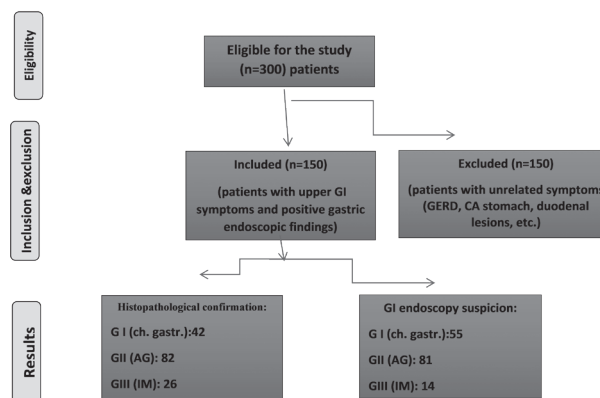 Eligibility
Eligible for the study
(n=300) patients
Inclusion &exclusion
Included (n=150)
(patients with upper GI
symptoms and positive gastric
endoscopic findings)
Excluded (n=150)
(patients with unrelated symptoms
(GERD, CA stomach, duodenal
lesions, etc.)
Results
Histopathological confirmation:
G I (ch. gastr.):42
GII (AG): 82
GIII (IM): 26
GI endoscopy suspicion:
G I (ch. gastr.):55
GII (AG): 81
GIII (IM): 14